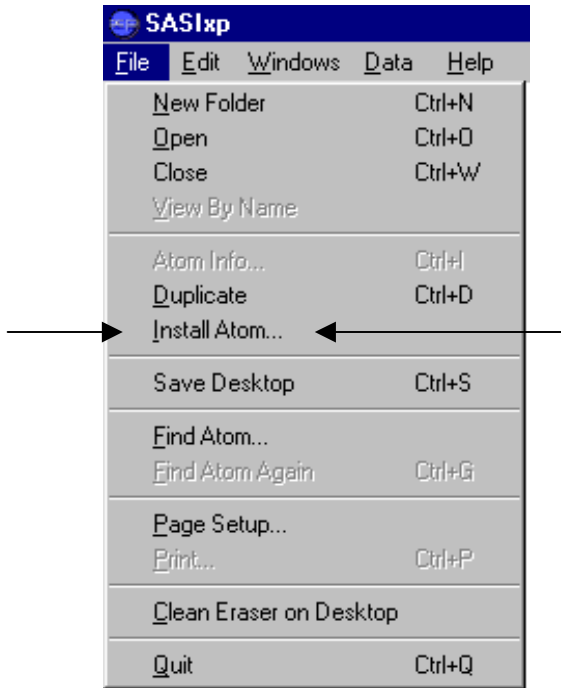 SASIxp
File Edit Windows Data Help
New Folder Ctrl+N
Open Ctrl+O
Close Ctrl+W
View By Name
Atom Info... Ctrl+I
Duplicate Ctrl+D
Install Atom...
Save Desktop Ctrl+S
Find Atom...
Find Atom Again Ctrl+G
Page Setup...
Print... Ctrl+P
Clean Eraser on Desktop
Quit Ctrl+Q